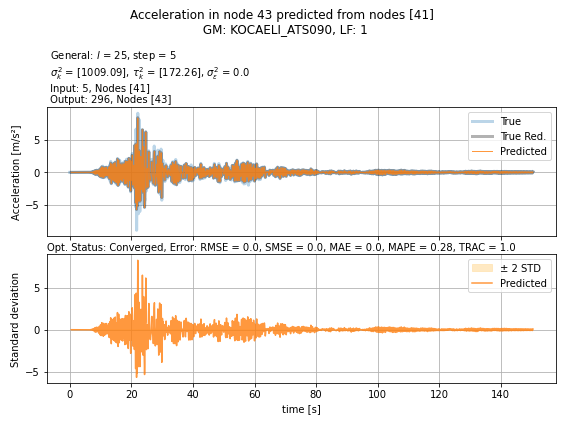 Acceleration in node 43 predicted from nodes [41]
GM: KOCAELI_ATS090, LF: 1
General: l = 25, step = 5
σ²ₖ = [1009.09], τ²ₖ = [172.26], σ²ε = 0.0
Input: 5, Nodes [41]
Output: 296, Nodes [43]
Acceleration [m/s²]
5
0
−5
True
True Red.
Predicted
Opt. Status: Converged, Error: RMSE = 0.0, SMSE = 0.0, MAE = 0.0, MAPE = 0.28, TRAC = 1.0
Standard deviation
5
0
−5
± 2 STD
Predicted
0 20 40 60 80 100 120 140
time [s]